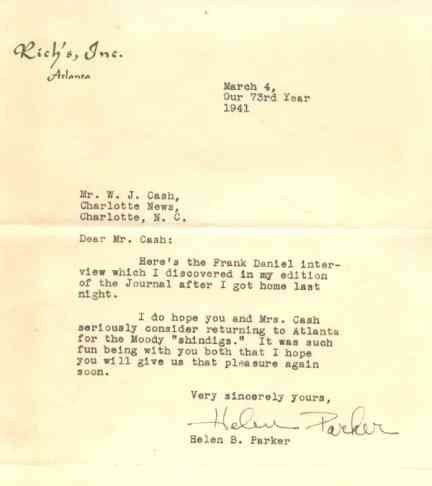 Rich's, Inc.
Atlanta
March 4,
Our 73rd Year
1941
Mr. W. J. Cash,
Charlotte News,
Charlotte, N. C.
Dear Mr. Cash:
Here's the Frank Daniel inter-
view which I discovered in my edition
of the Journal after I got home last
night.
I do hope you and Mrs. Cash
seriously consider returning to Atlanta
for the Moody "shindigs." It was such
fun being with you both that I hope
you will give us that pleasure again
soon.
Very sincerely yours,
Helen Parker
Helen B. Parker